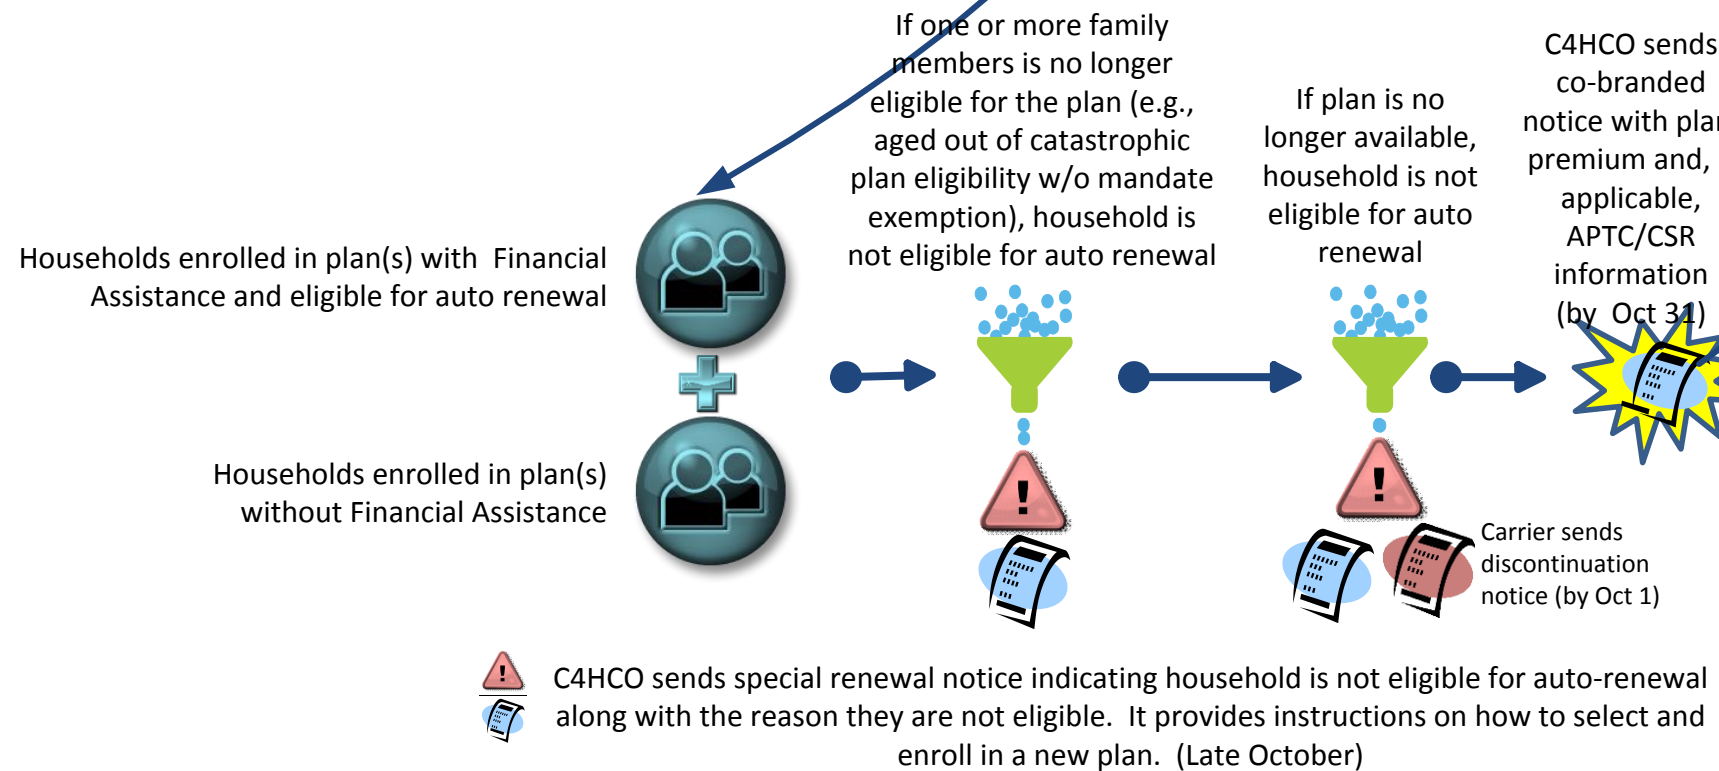 If one or more family
members is no longer
eligible for the plan (e.g.,
aged out of catastrophic
plan eligibility w/o mandate
exemption), household is
not eligible for auto renewal
If plan is no
longer available,
household is not
eligible for auto
renewal
C4HCO sends
co-branded
notice with plan
premium and,
applicable,
APTC/CSR
information
(by Oct 31)
Households enrolled in plan(s) with Financial
Assistance and eligible for auto renewal
Households enrolled in plan(s)
without Financial Assistance
!
!
Carrier sends
discontinuation
notice (by Oct 1)
!
C4HCO sends special renewal notice indicating household is not eligible for auto-renewal
along with the reason they are not eligible. It provides instructions on how to select and
enroll in a new plan. (Late October)